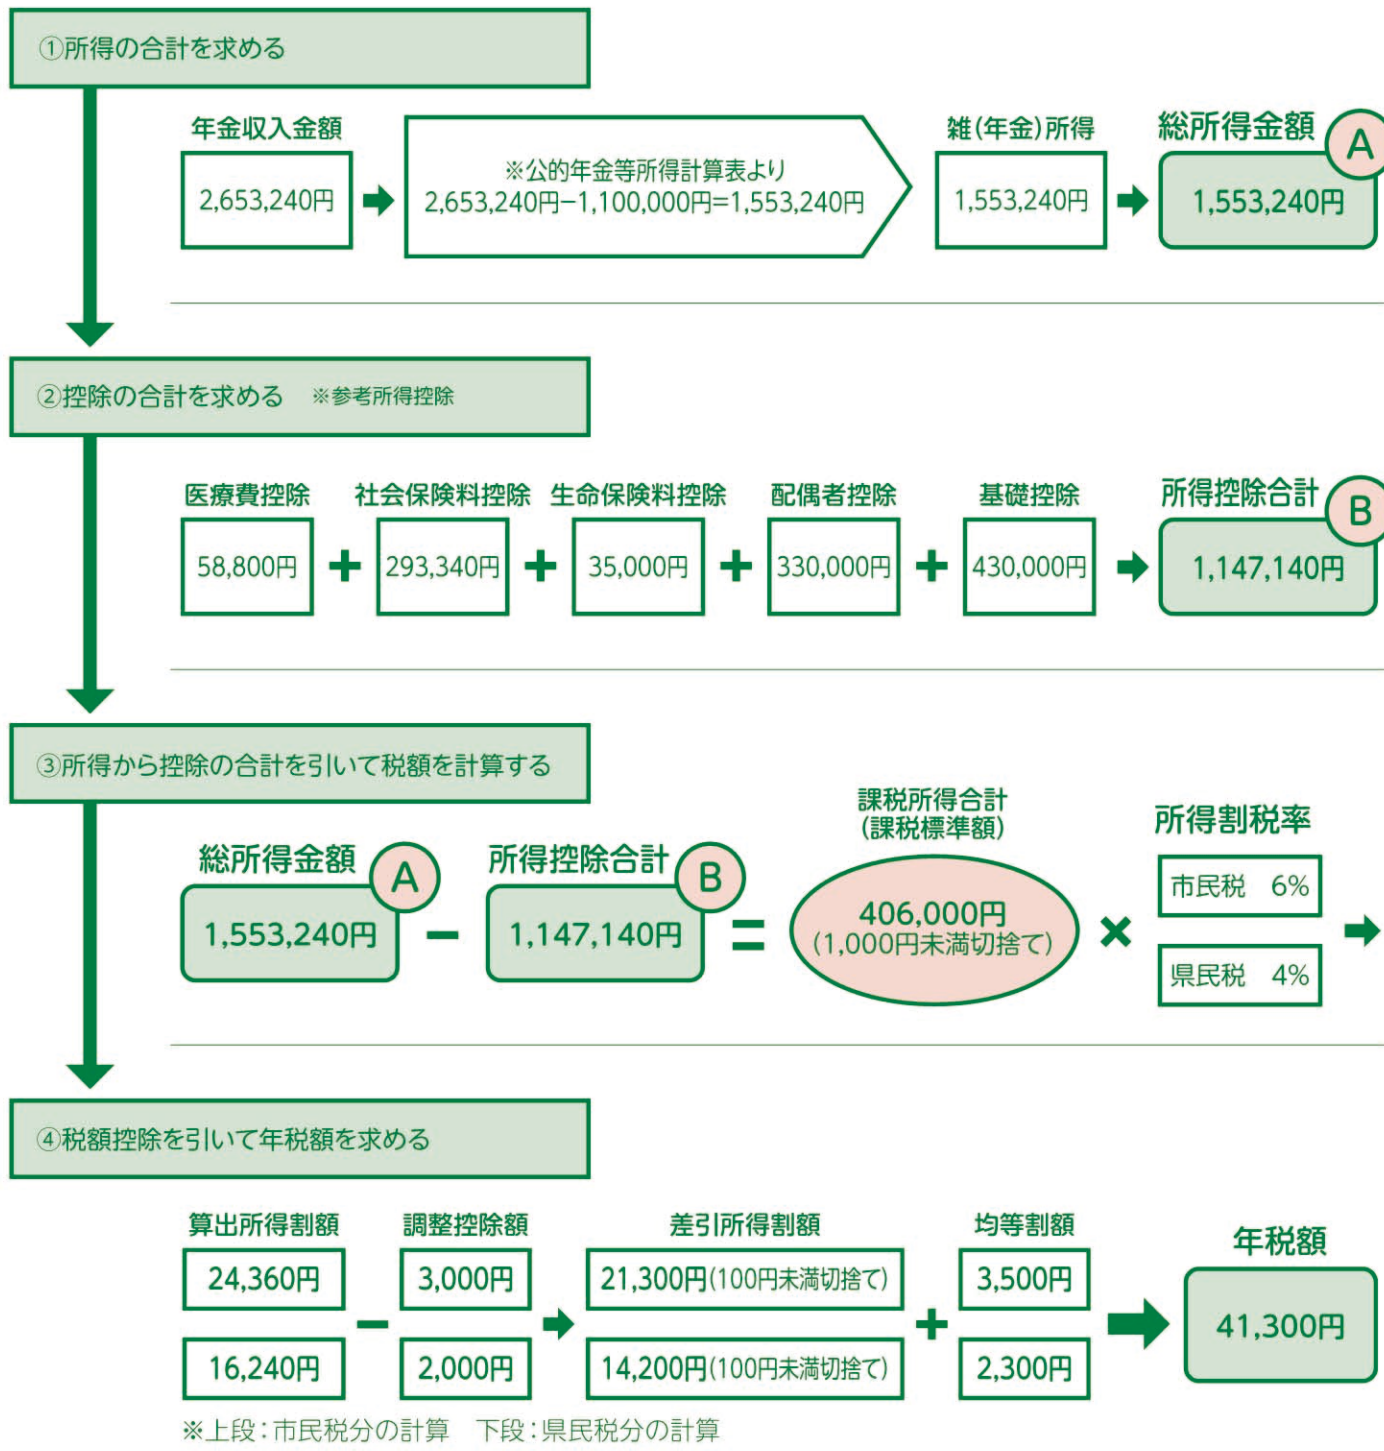 ①所得の合計を求める
年金収入金額
2,653,240円
※公的年金等所得計算表より
2,653,240円−1,100,000円=1,553,240円
雑(年金)所得
1,553,240円
総所得金額
A
1,553,240円
②控除の合計を求める ※参考所得控除
医療費控除
58,800円
+
社会保険料控除
293,340円
+
生命保険料控除
35,000円
+
配偶者控除
330,000円
+
基礎控除
430,000円
所得控除合計
B
1,147,140円
③所得から控除の合計を引いて税額を計算する
総所得金額
A
1,553,240円
−
所得控除合計
B
1,147,140円
=
課税所得合計
(課税標準額)
406,000円
(1,000円未満切捨て)
×
所得割税率
市民税 6%
県民税 4%
④税額控除を引いて年税額を求める
算出所得割額
24,360円
16,240円
−
調整控除額
3,000円
2,000円
差引所得割額
21,300円(100円未満切捨て)
14,200円(100円未満切捨て)
+
均等割額
3,500円
2,300円
年税額
41,300円
※上段:市民税分の計算 下段:県民税分の計算